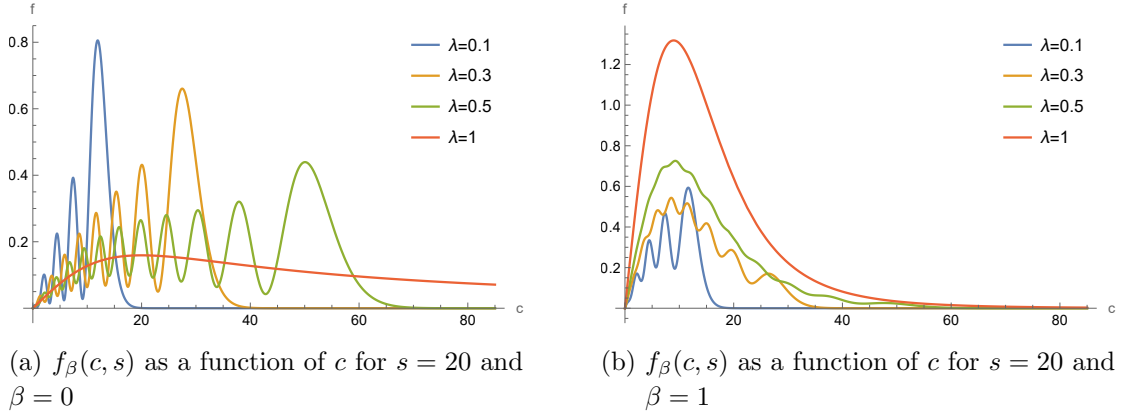 f
0.8
0.6
0.4
0.2
20
40
60
80
c
λ=0.1
λ=0.3
λ=0.5
λ=1
(a) f_β(c, s) as a function of c for s = 20 and
β = 0
f
1.2
1.0
0.8
0.6
0.4
0.2
20
40
60
80
c
λ=0.1
λ=0.3
λ=0.5
λ=1
(b) f_β(c, s) as a function of c for s = 20 and
β = 1